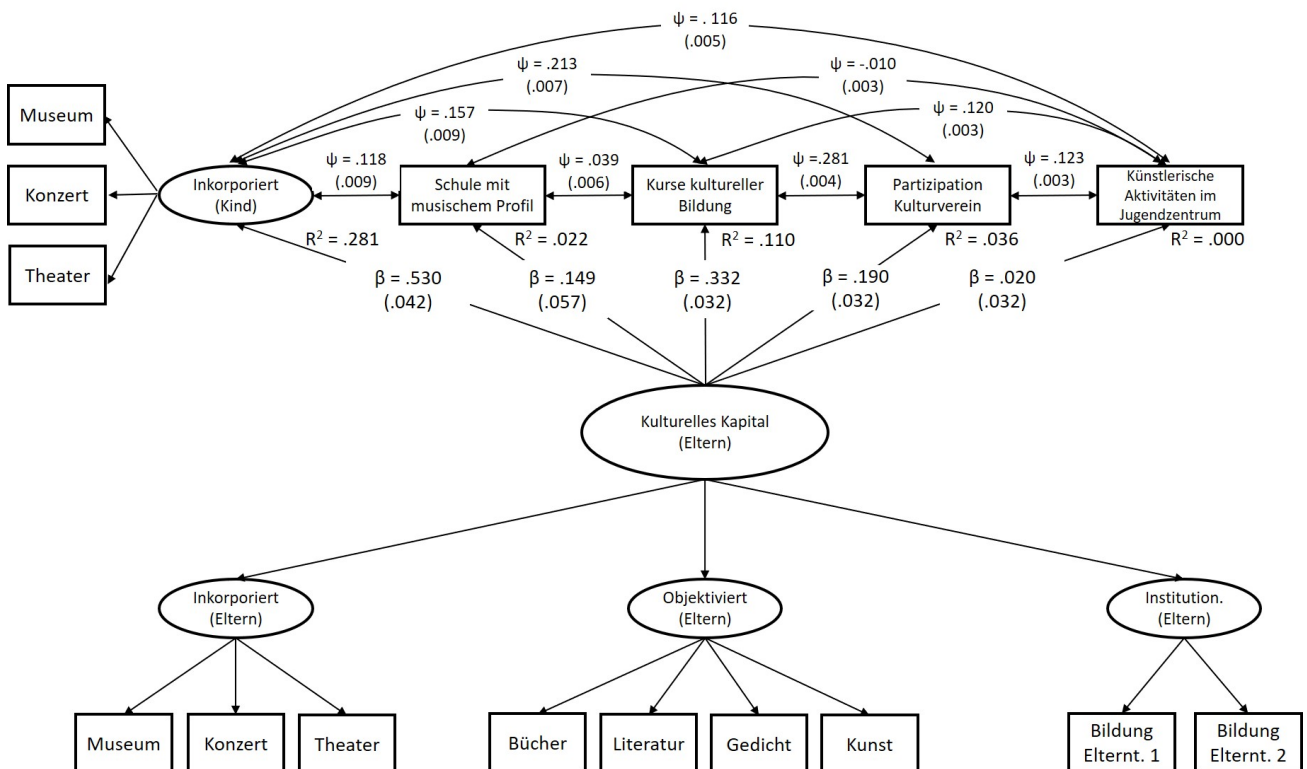 ψ = . 116
(.005)
ψ = .213
(.007)
ψ = -.010
(.003)
ψ = .157
(.009)
ψ = .120
(.003)
Museum
Konzert
Theater
Inkorporiert
(Kind)
ψ = .118
(.009)
Schule mit
musischem Profil
ψ = .039
(.006)
Kurse kultureller
Bildung
ψ = .281
(.004)
Partizipation
Kulturverein
ψ = .123
(.003)
Künstlerische
Aktivitäten im
Jugendzentrum
R² = .281
R² = .022
R² = .110
R² = .036
R² = .000
β = .530
(.042)
β = .149
(.057)
β = .332
(.032)
β = .190
(.032)
β = .020
(.032)
Kulturelles Kapital
(Eltern)
Inkorporiert
(Eltern)
Objektiviert
(Eltern)
Institution.
(Eltern)
Museum
Konzert
Theater
Bücher
Literatur
Gedicht
Kunst
Bildung
Elternt. 1
Bildung
Elternt. 2